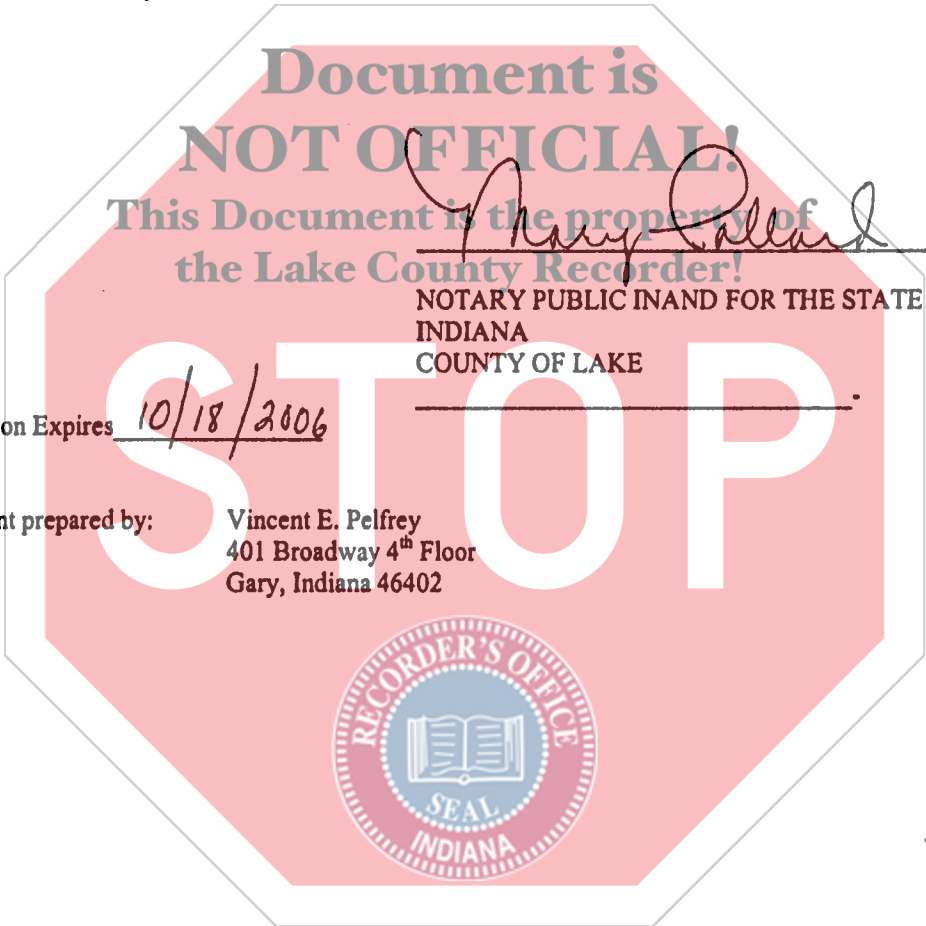 Document is
NOT OFFICIAL!
This Document is the property of
the Lake County Recorder!
Mary Pollard
NOTARY PUBLIC INAND FOR THE STATE
INDIANA
COUNTY OF LAKE
on Expires 10/18/2006
STOP
nt prepared by: Vincent E. Pelfrey
401 Broadway 4th Floor
Gary, Indiana 46402
RECORDER'S OFFICE
SEAL
INDIANA